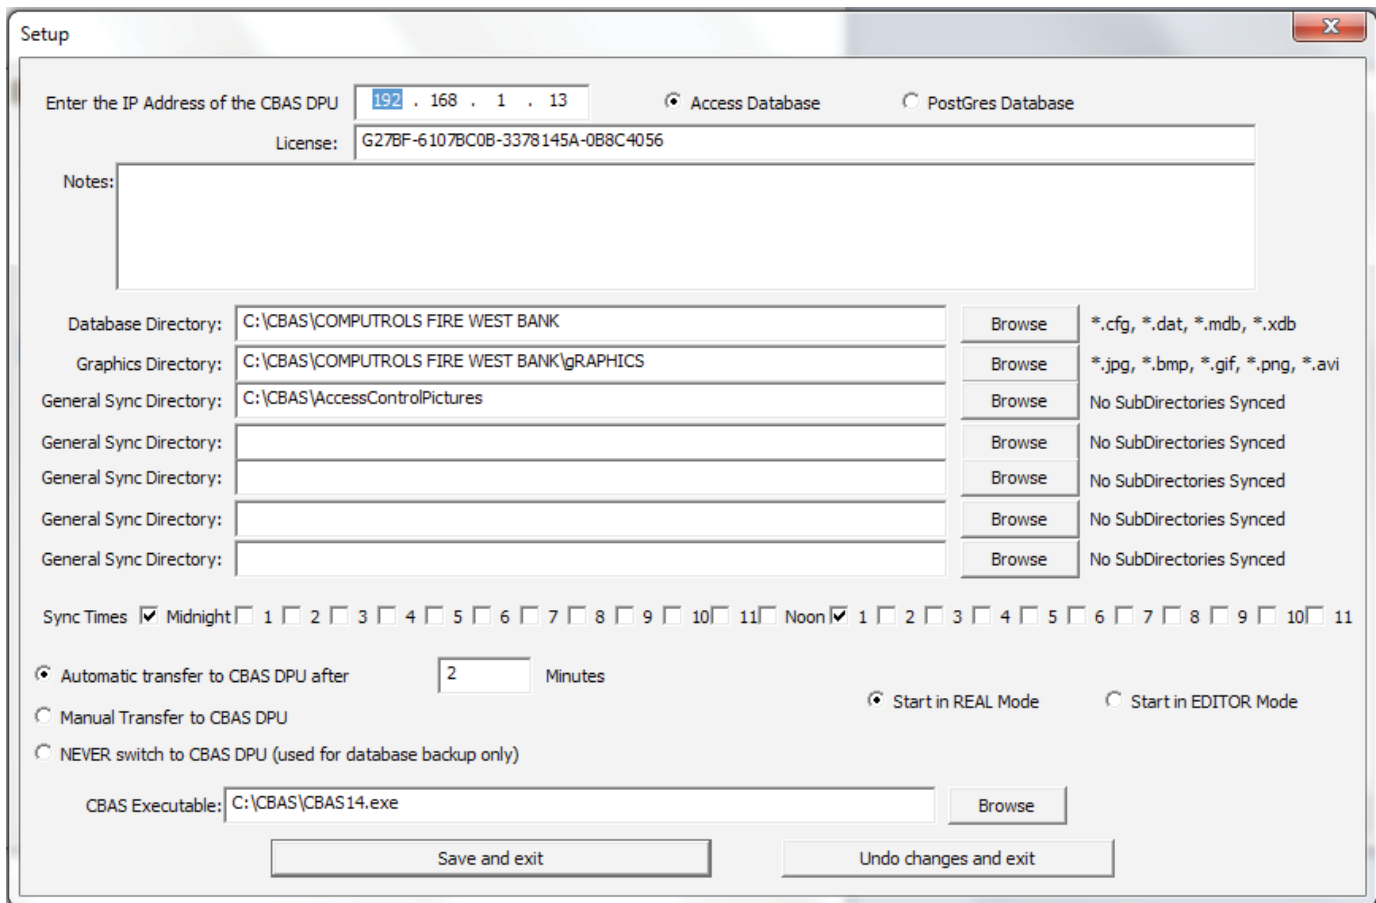 Setup
Enter the IP Address of the CBAS DPU 192 . 168 . 1 . 13 Access Database PostGres Database
License: G27BF-6107BC0B-3378145A-0B8C4056
Notes:
Database Directory: C:\CBAS\COMPUTROLS FIRE WEST BANK Browse *.cfg, *.dat, *.mdb, *.xdb
Graphics Directory: C:\CBAS\COMPUTROLS FIRE WEST BANK\gRAPHICS Browse *.jpg, *.bmp, *.gif, *.png, *.avi
General Sync Directory: C:\CBAS\AccessControlPictures Browse No SubDirectories Synced
General Sync Directory: Browse No SubDirectories Synced
General Sync Directory: Browse No SubDirectories Synced
General Sync Directory: Browse No SubDirectories Synced
General Sync Directory: Browse No SubDirectories Synced
Sync Times Midnight 1 2 3 4 5 6 7 8 9 10 11 Noon 1 2 3 4 5 6 7 8 9 10 11
Automatic transfer to CBAS DPU after 2 Minutes
Start in REAL Mode Start in EDITOR Mode
Manual Transfer to CBAS DPU
NEVER switch to CBAS DPU (used for database backup only)
CBAS Executable: C:\CBAS\CBAS14.exe Browse
Save and exit Undo changes and exit